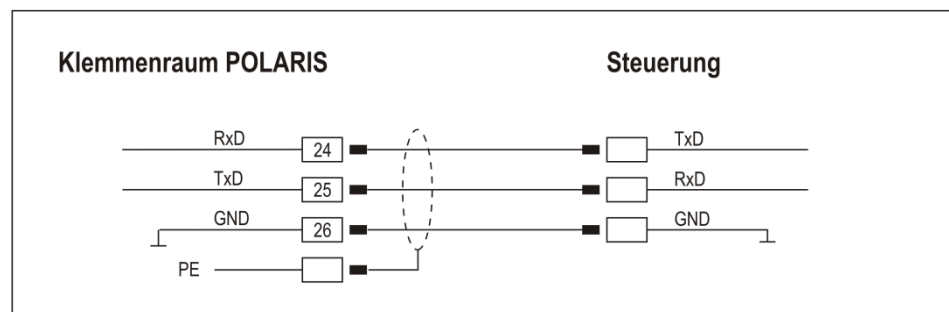 Klemmenraum POLARIS Steuerung
RxD 24 TxD
TxD 25 RxD
GND 26 GND
PE